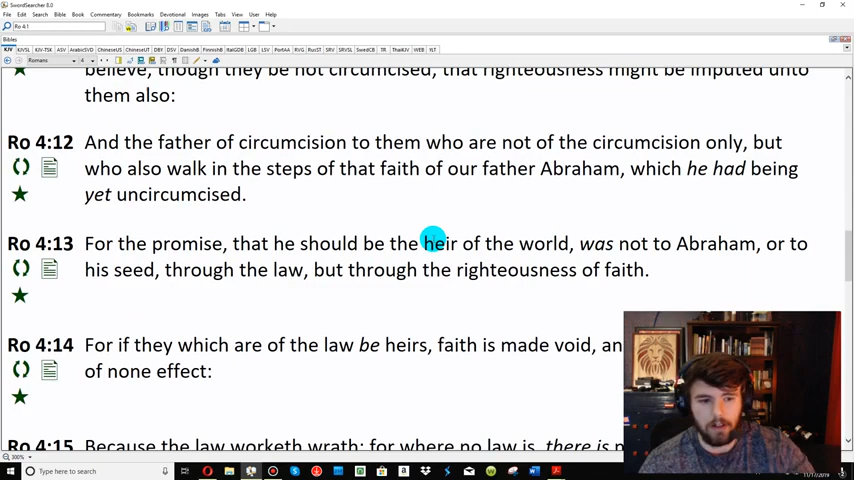 SwordSearcher 8.0
File Edit Search Bible Book Commentary Bookmarks Devotional Images Tabs View User Help
Ro 4:1
Bibles
KJV KJVSL KJV-TSK ASV ArabicSVD ChineseUS ChineseUT DBY DSV DanishB FinnishB ItalGDB LGB LSV PorAA RVG RusST SRV SRVSL SwedCB TR ThaiKJV WEB YLT
Romans 4
believe, though they be not circumcised, that righteousness might be imputed unto
them also:
Ro 4:12 And the father of circumcision to them who are not of the circumcision only, but
who also walk in the steps of that faith of our father Abraham, which he had being
yet uncircumcised.
Ro 4:13 For the promise, that he should be the heir of the world, was not to Abraham, or to
his seed, through the law, but through the righteousness of faith.
Ro 4:14 For if they which are of the law be heirs, faith is made void, an
of none effect:
Ro 4:15 Because the law worketh wrath: for where no law is, there is n
300%
Type here to search
11/17/2019